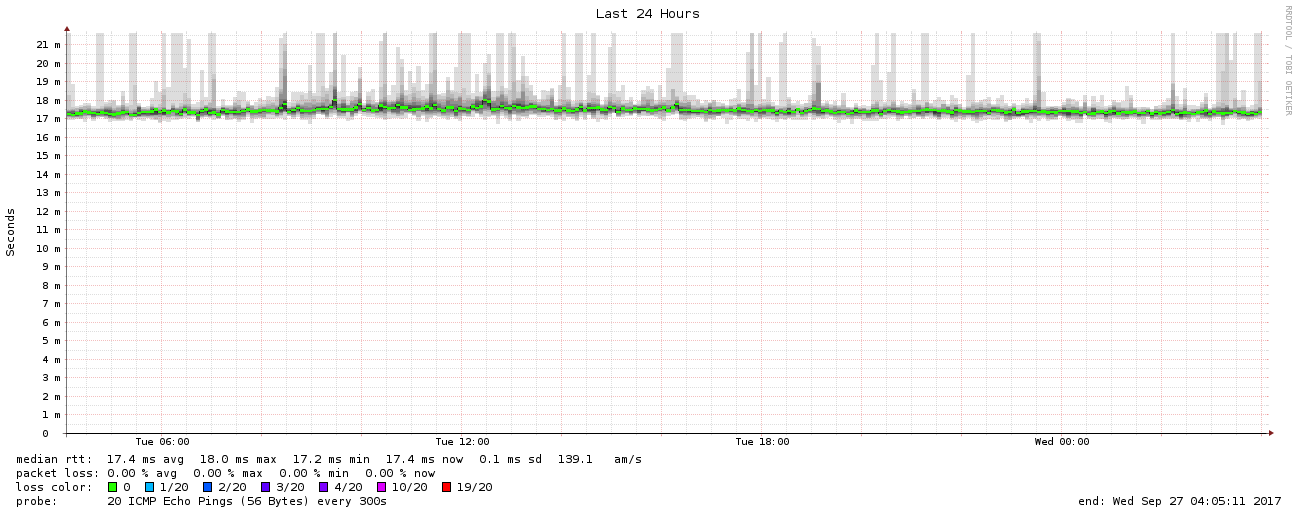 Last 24 Hours
RRDTOOL / TOBI OETIKER
Seconds
21 m
20 m
19 m
18 m
17 m
16 m
15 m
14 m
13 m
12 m
11 m
10 m
9 m
8 m
7 m
6 m
5 m
4 m
3 m
2 m
1 m
0
Tue 06:00 Tue 12:00 Tue 18:00 Wed 00:00
median rtt: 17.4 ms avg 18.0 ms max 17.2 ms min 17.4 ms now 0.1 ms sd 139.1 am/s
packet loss: 0.00 % avg 0.00 % max 0.00 % min 0.00 % now
loss color: 0 1/20 2/20 3/20 4/20 10/20 19/20
probe: 20 ICMP Echo Pings (56 Bytes) every 300s end: Wed Sep 27 04:05:11 2017